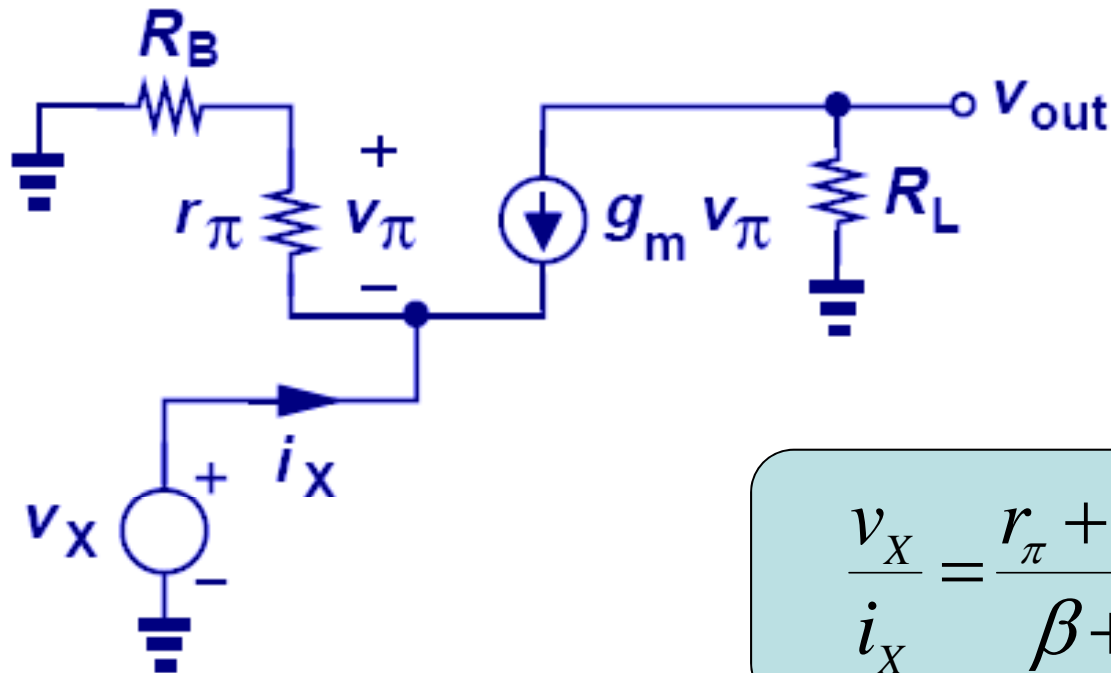 R_B
r_π
+
v_π
−
g_m v_π
v_out
R_L
i_X
v_X
+
−
v_X / i_X = r_π + / β +